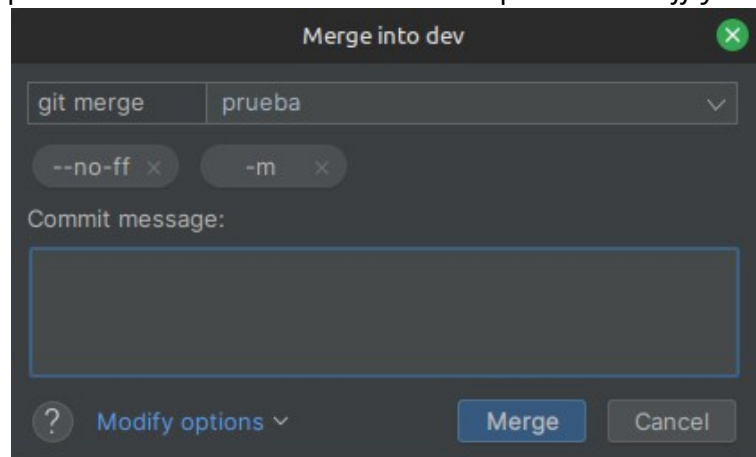 Merge into dev
git merge prueba
--no-ff × -m ×
Commit message:
? Modify options Merge Cancel